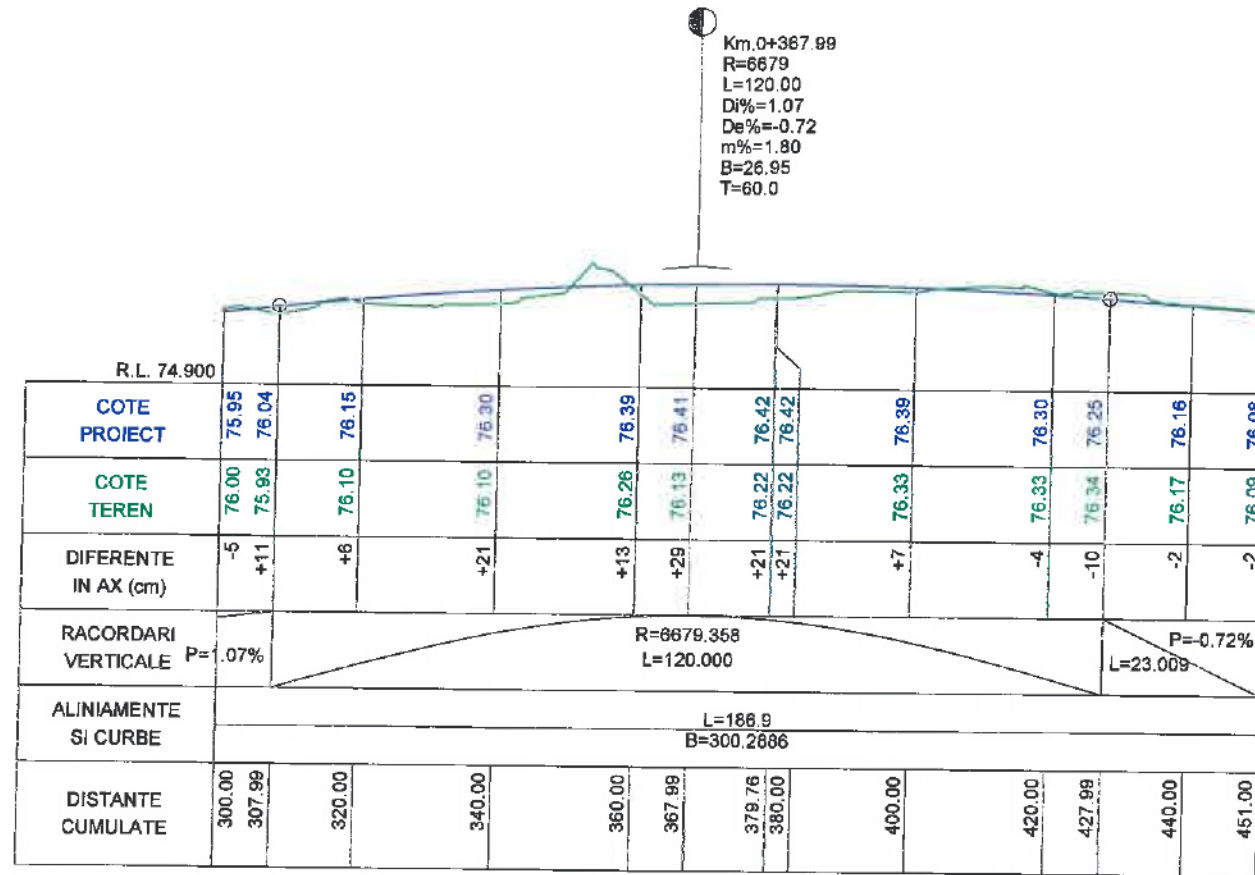 Km.0+367.99
R=6679
L=120.00
Di%=1.07
De%=-0.72
m%=1.80
B=26.95
T=60.0
R.L. 74.900
COTE PROIECT
75.95 76.04 76.15 76.30 76.39 76.41 76.42 76.42 76.39 76.30 76.25 76.16 76.08
COTE TEREN
76.00 75.93 76.10 76.10 76.26 76.13 76.22 76.22 76.33 76.33 76.34 76.17 76.09
DIFERENTE IN AX (cm)
-5 +11 +6 +21 +13 +29 +21 +21 +7 -4 -10 -2 -2
RACORDARI VERTICALE
P=1.07%
R=6679.358
L=120.000
P=-0.72%
L=23.009
ALINIAMENTE SI CURBE
L=186.9
B=300.2886
DISTANTE CUMULATE
300.00 307.99 320.00 340.00 360.00 367.99 379.76 380.00 400.00 420.00 427.99 440.00 451.00